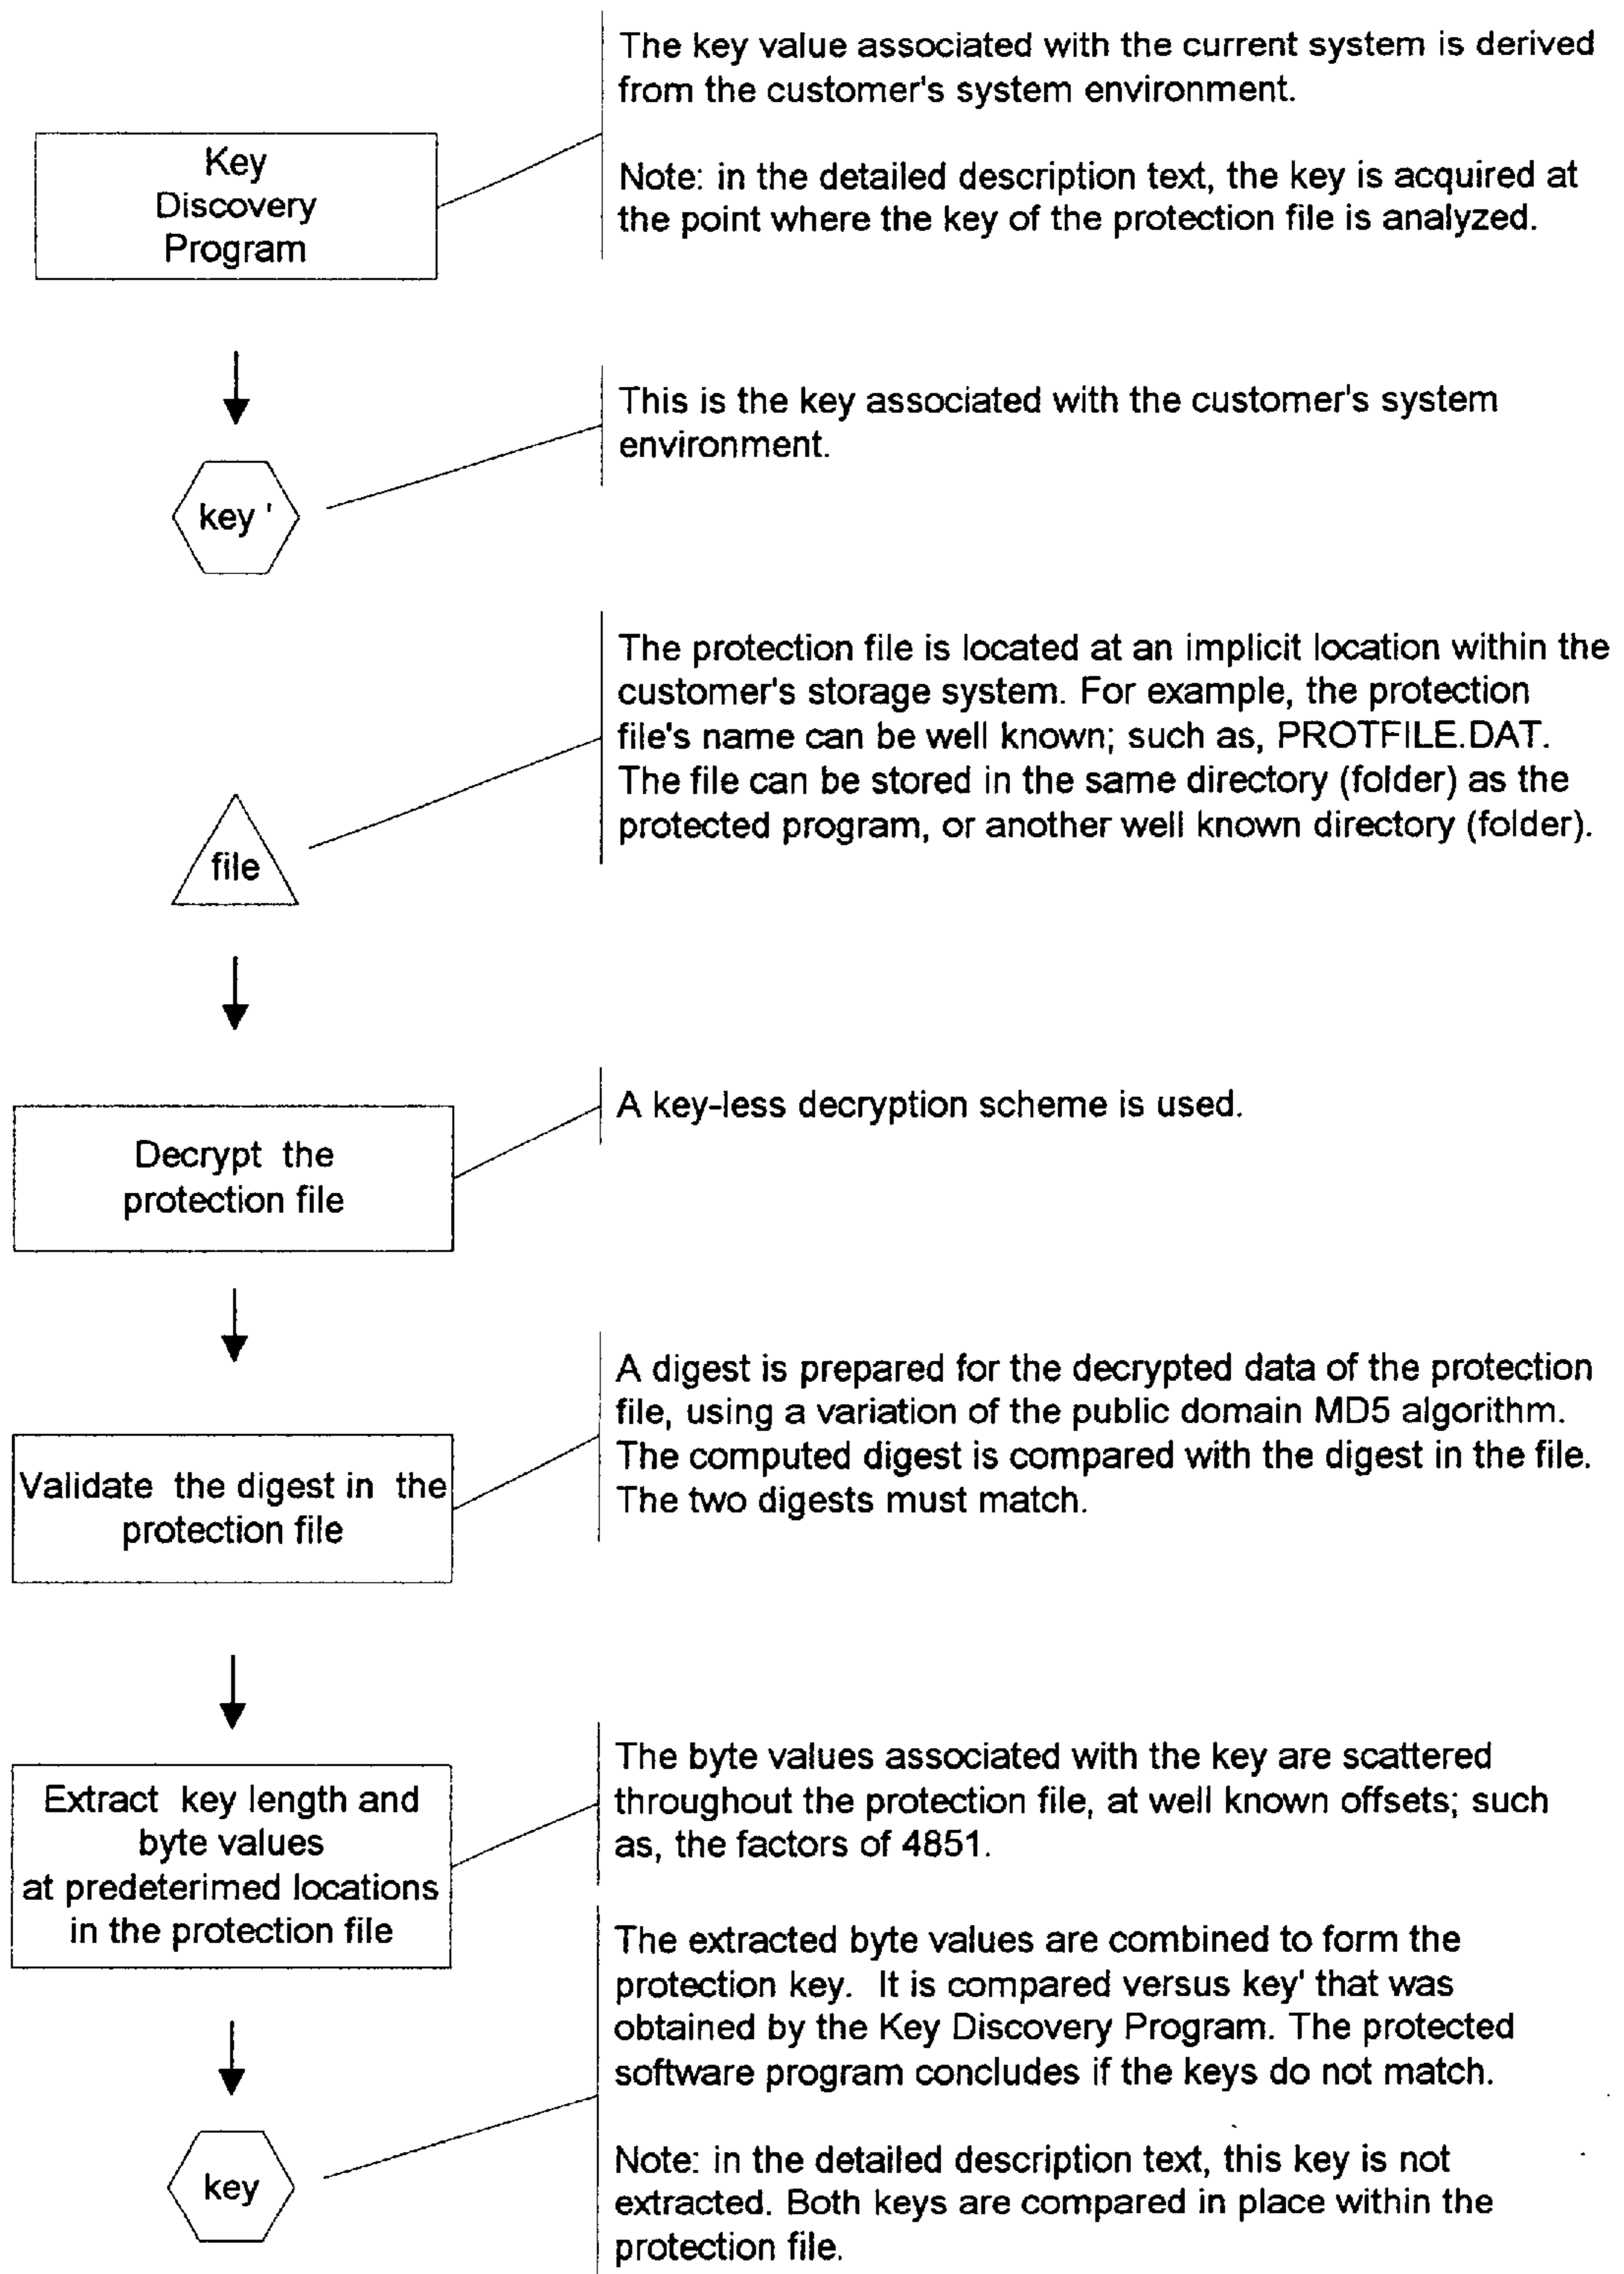 The key value associated with the current system is derived
from the customer's system environment.
Key
Discovery
Program
Note: in the detailed description text, the key is acquired at
the point where the key of the protection file is analyzed.
This is the key associated with the customer's system
environment.
key '
The protection file is located at an implicit location within the
customer's storage system. For example, the protection
file's name can be well known; such as, PROTFILE.DAT.
The file can be stored in the same directory (folder) as the
protected program, or another well known directory (folder).
file
A key-less decryption scheme is used.
Decrypt the
protection file
A digest is prepared for the decrypted data of the protection
file, using a variation of the public domain MD5 algorithm.
The computed digest is compared with the digest in the file.
The two digests must match.
Validate the digest in the
protection file
The byte values associated with the key are scattered
throughout the protection file, at well known offsets; such
as, the factors of 4851.
Extract key length and
byte values
at predeterimed locations
in the protection file
The extracted byte values are combined to form the
protection key. It is compared versus key' that was
obtained by the Key Discovery Program. The protected
software program concludes if the keys do not match.
key
Note: in the detailed description text, this key is not
extracted. Both keys are compared in place within the
protection file.